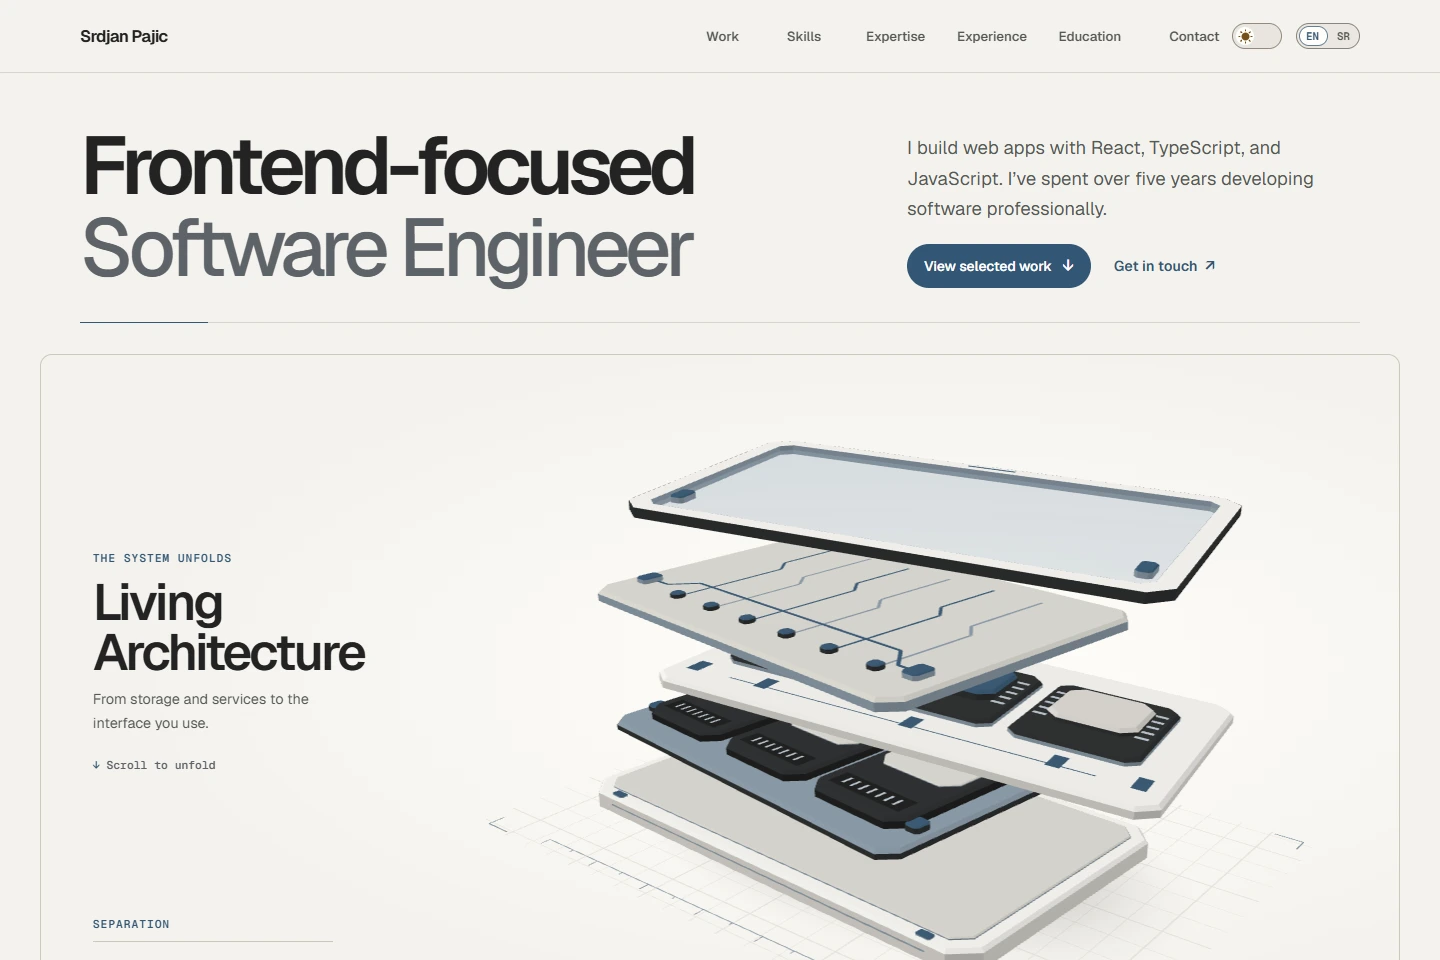 Srdjan Pajic
Work Skills Expertise Experience Education Contact EN SR
Frontend-focused
Software Engineer
I build web apps with React, TypeScript, and
JavaScript. I’ve spent over five years developing
software professionally.
View selected work ↓ Get in touch ↗
THE SYSTEM UNFOLDS
Living
Architecture
From storage and services to the
interface you use.
↓ Scroll to unfold
SEPARATION